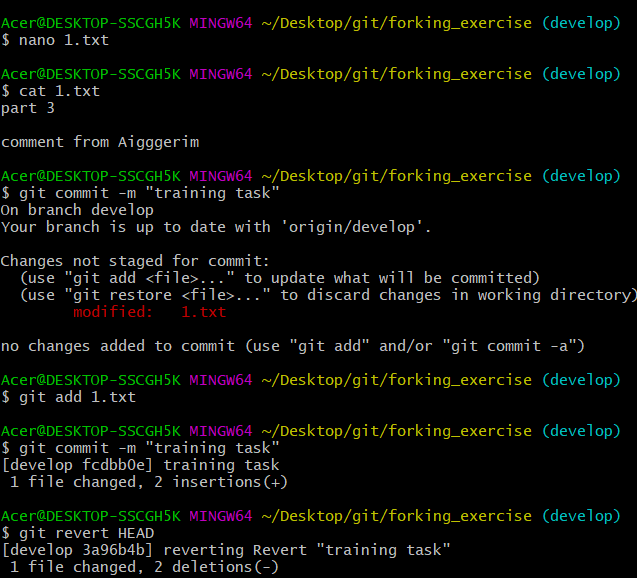 Acer@DESKTOP-SSCGH5K MINGW64 ~/Desktop/git/forking_exercise (develop)
$ nano 1.txt
Acer@DESKTOP-SSCGH5K MINGW64 ~/Desktop/git/forking_exercise (develop)
$ cat 1.txt
part 3
comment from Aigggerim
Acer@DESKTOP-SSCGH5K MINGW64 ~/Desktop/git/forking_exercise (develop)
$ git commit -m "training task"
On branch develop
Your branch is up to date with 'origin/develop'.
Changes not staged for commit:
  (use "git add <file>..." to update what will be committed)
  (use "git restore <file>..." to discard changes in working directory)
        modified:   1.txt
no changes added to commit (use "git add" and/or "git commit -a")
Acer@DESKTOP-SSCGH5K MINGW64 ~/Desktop/git/forking_exercise (develop)
$ git add 1.txt
Acer@DESKTOP-SSCGH5K MINGW64 ~/Desktop/git/forking_exercise (develop)
$ git commit -m "training task"
[develop fcdbb0e] training task
 1 file changed, 2 insertions(+)
Acer@DESKTOP-SSCGH5K MINGW64 ~/Desktop/git/forking_exercise (develop)
$ git revert HEAD
[develop 3a96b4b] reverting Revert "training task"
 1 file changed, 2 deletions(-)